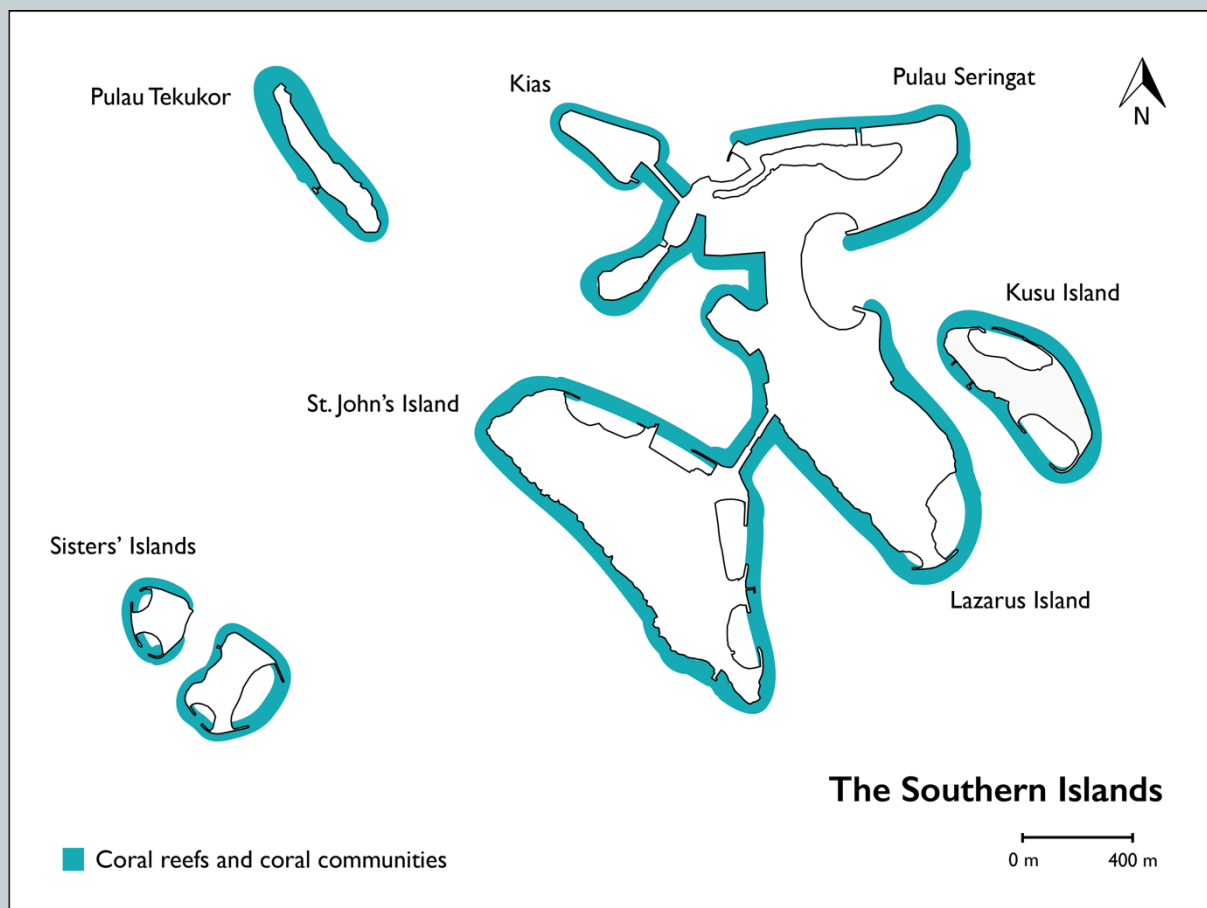 Pulau Tekukor
Kias
Pulau Seringat
N
Kusu Island
St. John's Island
Sisters' Islands
Lazarus Island
The Southern Islands
Coral reefs and coral communities
0 m
400 m